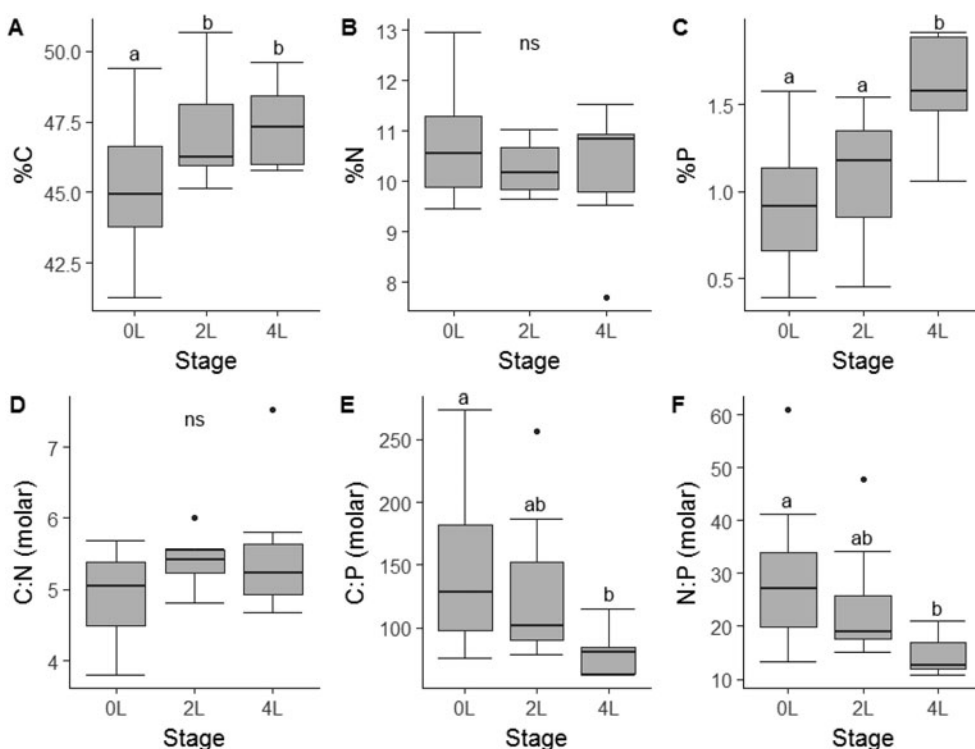 A
%C
50.0
47.5
45.0
42.5
a
b
b
0L
2L
4L
Stage
B
%N
13
12
11
10
9
8
ns
0L
2L
4L
Stage
C
%P
1.5
1.0
0.5
a
a
b
0L
2L
4L
Stage
D
C:N (molar)
7
6
5
4
ns
0L
2L
4L
Stage
E
C:P (molar)
250
200
150
100
a
ab
b
0L
2L
4L
Stage
F
N:P (molar)
60
50
40
30
20
10
a
ab
b
0L
2L
4L
Stage